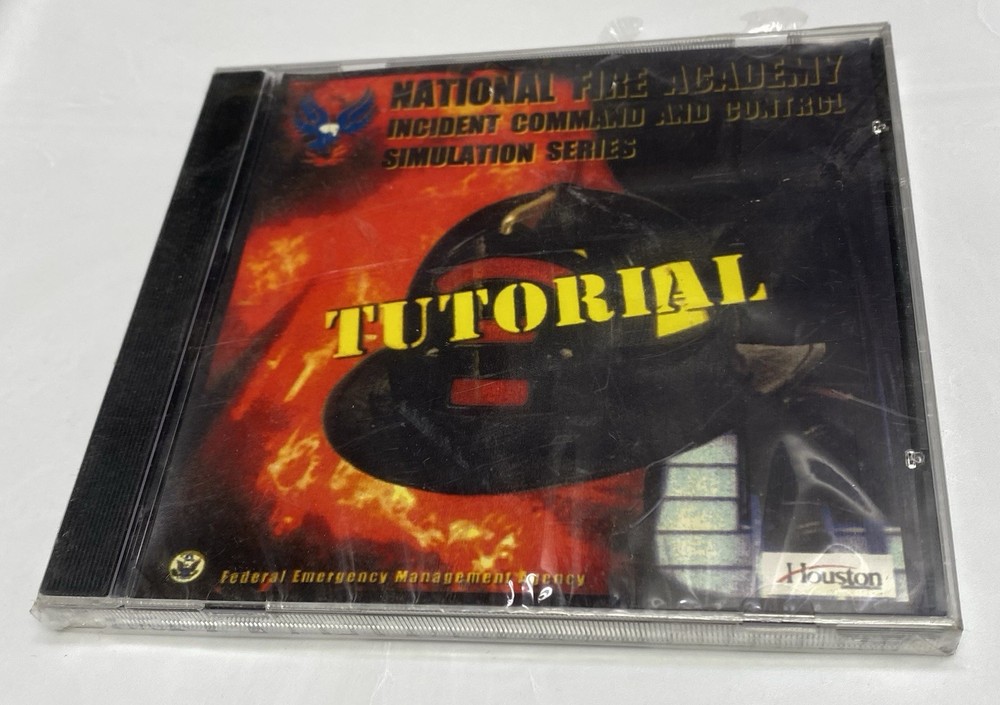 NATIONAL FIRE ACADEMY
INCIDENT COMMAND AND CONTROL
SIMULATION SERIES
TUTORIAL
Federal Emergency Management Agency
Houston